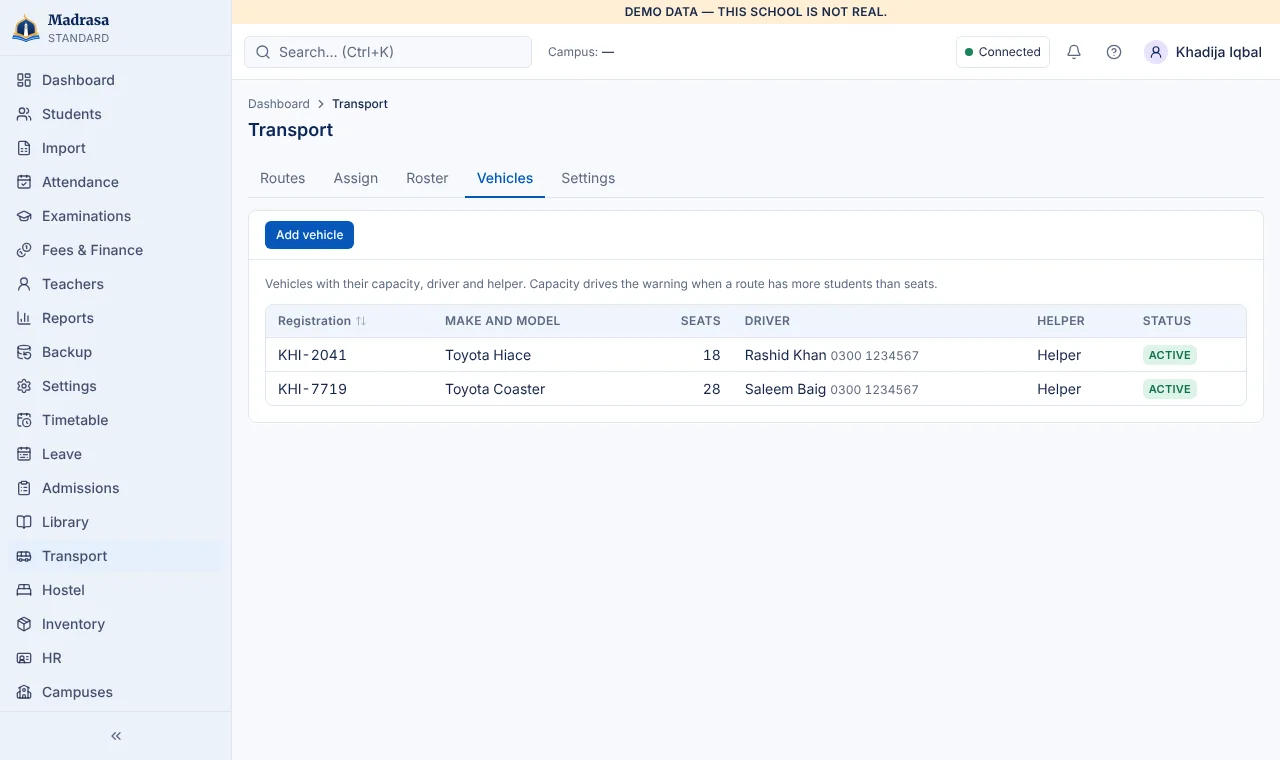 DEMO DATA — THIS SCHOOL IS NOT REAL.
Madrasa
STANDARD
Search... (Ctrl+K)
Campus: —
Connected
Khadija Iqbal
Dashboard
Students
Import
Attendance
Examinations
Fees & Finance
Teachers
Reports
Backup
Settings
Timetable
Leave
Admissions
Library
Transport
Hostel
Inventory
HR
Campuses
Dashboard > Transport
Transport
Routes Assign Roster Vehicles Settings
Add vehicle
Vehicles with their capacity, driver and helper. Capacity drives the warning when a route has more students than seats.
Registration MAKE AND MODEL SEATS DRIVER HELPER STATUS
KHI-2041 Toyota Hiace 18 Rashid Khan 0300 1234567 Helper ACTIVE
KHI-7719 Toyota Coaster 28 Saleem Baig 0300 1234567 Helper ACTIVE